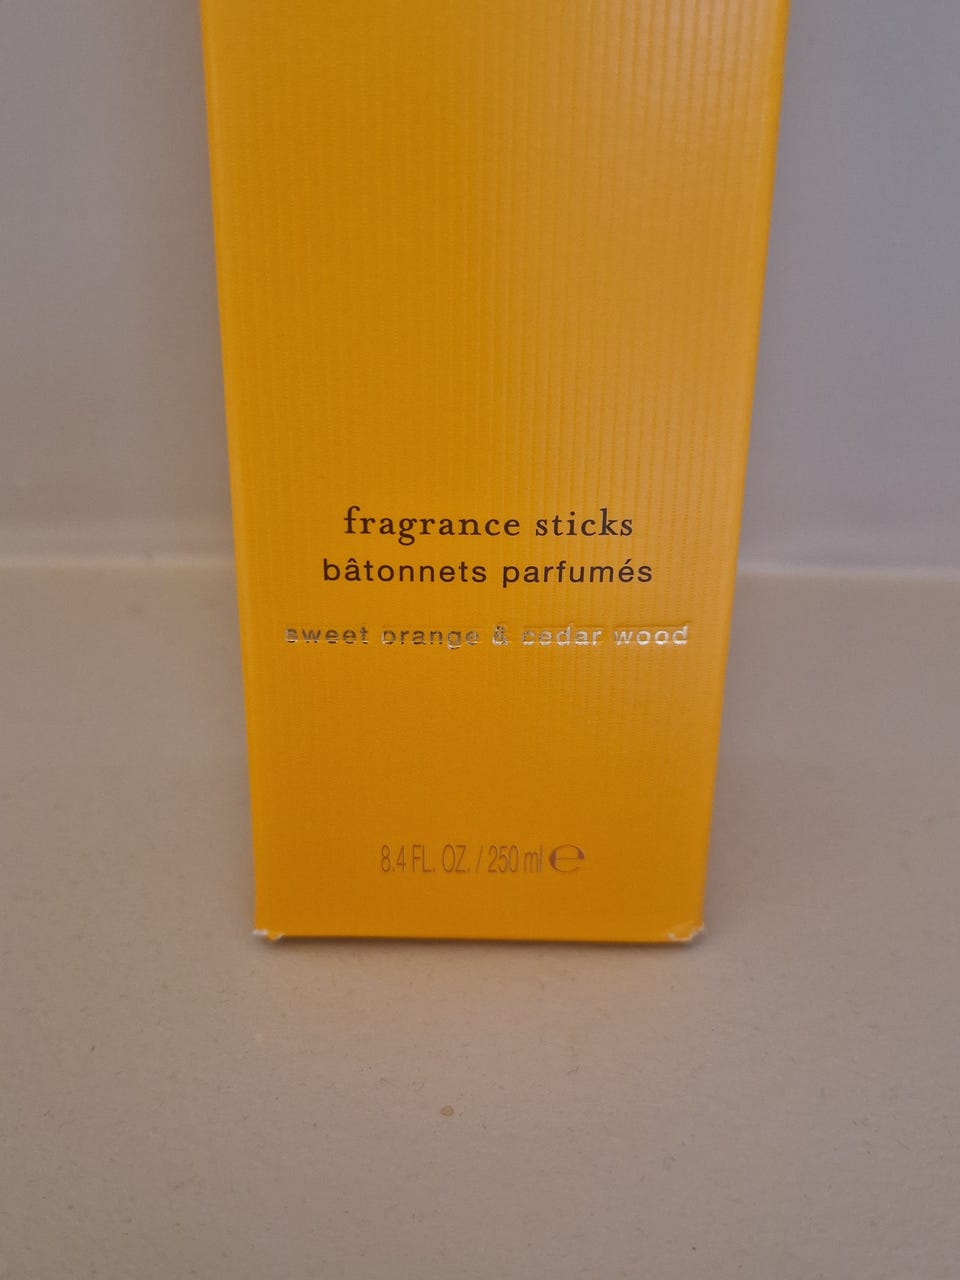 fragrance sticks
bâtonnets parfumés
sweet orange & cedar wood
8.4 FL. OZ. / 250 ml ℮